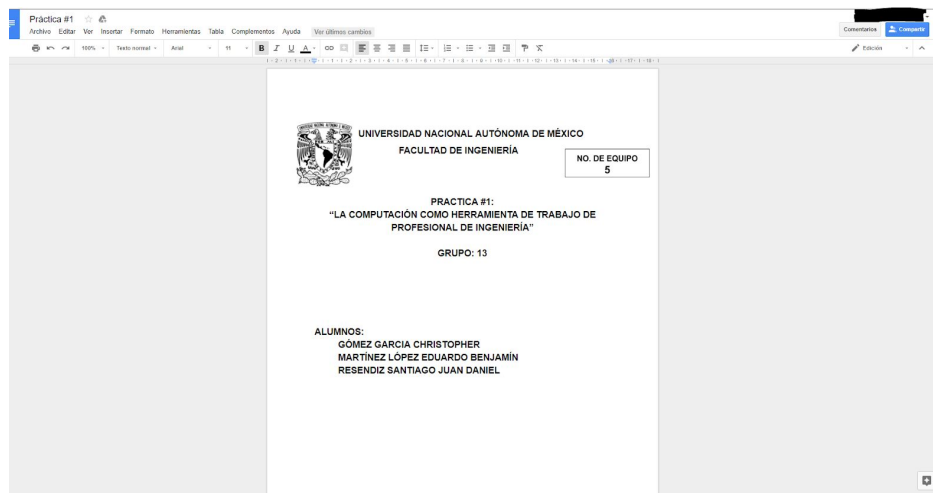 Práctica #1
Archivo Editar Ver Insertar Formato Herramientas Tabla Complementos Ayuda Ver últimos cambios
Comentarios Compartir
100% Texto normal Arial 11 B I U A Edición
UNIVERSIDAD NACIONAL AUTÓNOMA DE MÉXICO
FACULTAD DE INGENIERÍA
NO. DE EQUIPO
5
PRACTICA #1:
“LA COMPUTACIÓN COMO HERRAMIENTA DE TRABAJO DE
PROFESIONAL DE INGENIERÍA”
GRUPO: 13
ALUMNOS:
GÓMEZ GARCIA CHRISTOPHER
MARTÍNEZ LÓPEZ EDUARDO BENJAMÍN
RESENDIZ SANTIAGO JUAN DANIEL